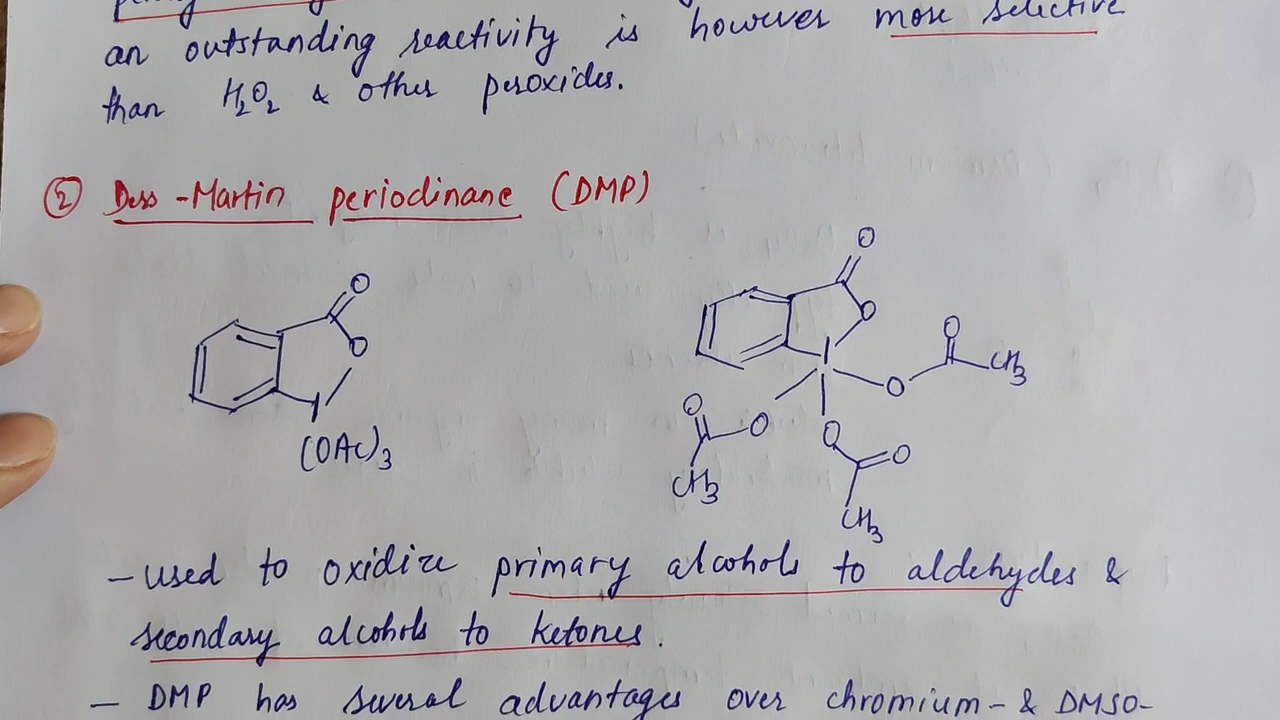 an outstanding reactivity is however more selective
than H₂O₂ & other peroxides.
② Dess-Martin periodinane (DMP)
O
O
I
(OAc)₃
O
O
I
O
O
CH₃
O
O
CH₃
O
O
CH₃
- used to oxidize primary alcohols to aldehydes &
secondary alcohols to ketones.
- DMP has several advantages over chromium- & DMSO-